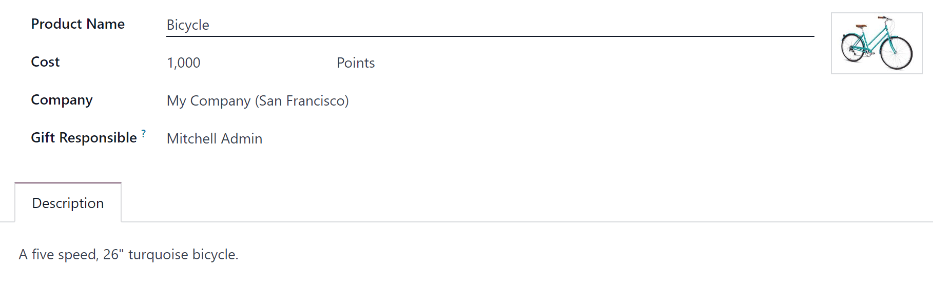 Product Name Bicycle
Cost 1,000 Points
Company My Company (San Francisco)
Gift Responsible ? Mitchell Admin
Description
A five speed, 26" turquoise bicycle.